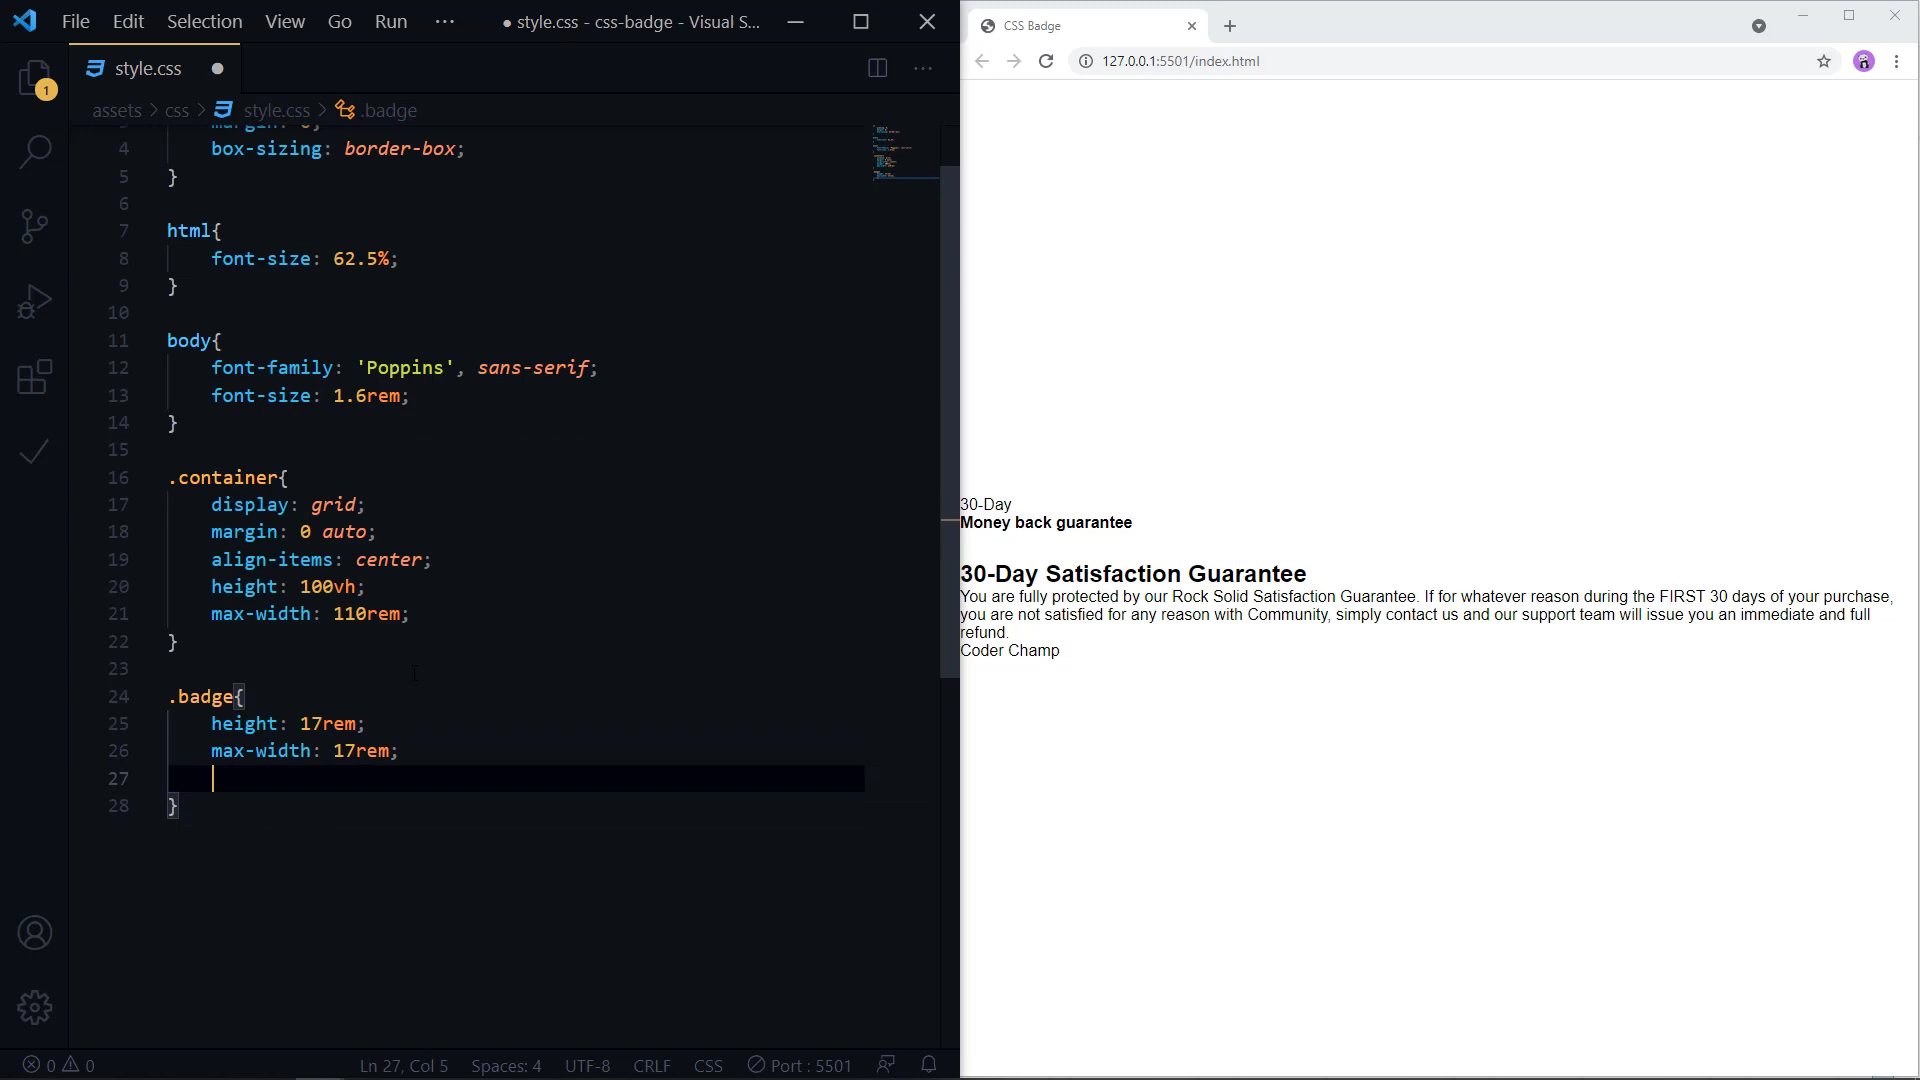 File Edit Selection View Go Run ··· ● style.css - css-badge - Visual S...
style.css ●
assets > css > style.css > .badge
1
4 box-sizing: border-box;
5 }
6
7 html{
8 font-size: 62.5%;
9 }
10
11 body{
12 font-family: 'Poppins', sans-serif;
13 font-size: 1.6rem;
14 }
15
16 .container{
17 display: grid;
18 margin: 0 auto;
19 align-items: center;
20 height: 100vh;
21 max-width: 110rem;
22 }
23
24 .badge{
25 height: 17rem;
26 max-width: 17rem;
27
28 }
0 0 Ln 27, Col 5 Spaces: 4 UTF-8 CRLF CSS Port : 5501
CSS Badge
127.0.0.1:5501/index.html
30-Day
Money back guarantee
30-Day Satisfaction Guarantee
You are fully protected by our Rock Solid Satisfaction Guarantee. If for whatever reason during the FIRST 30 days of your purchase,
you are not satisfied for any reason with Community, simply contact us and our support team will issue you an immediate and full
refund.
Coder Champ